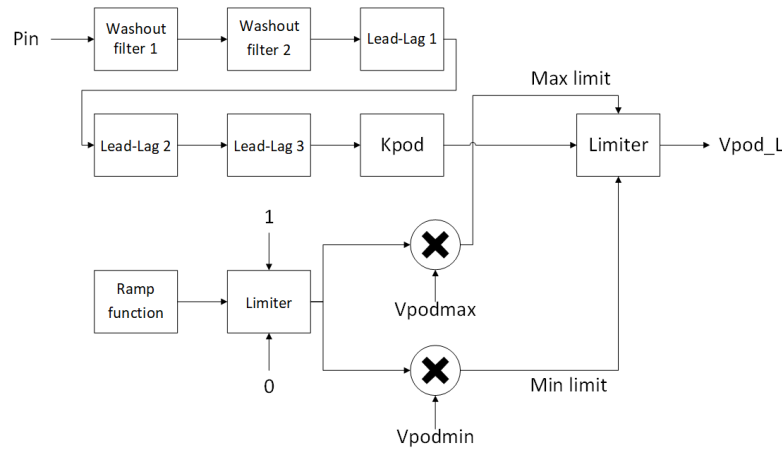 Pin
Washout
filter 1
Washout
filter 2
Lead-Lag 1
Max limit
Lead-Lag 2
Lead-Lag 3
Kpod
Limiter
Vpod_L
1
Ramp
function
Limiter
Vpodmax
0
Min limit
Vpodmin